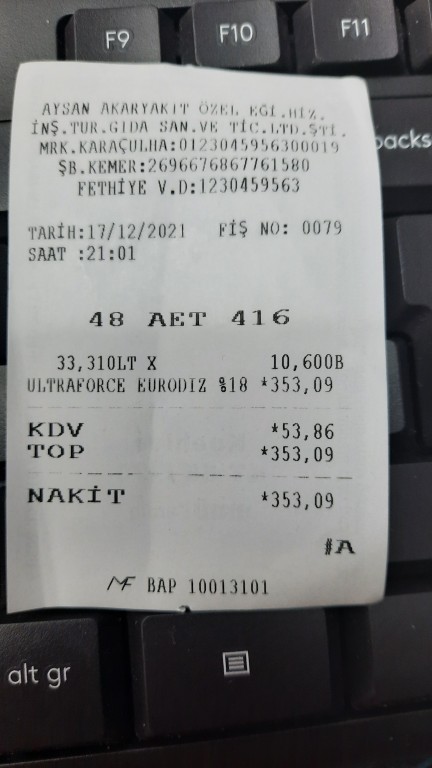 F9
F10
F11
backs
AYSAN AKARYAKIT ÖZEL EĞİ.HİZ.
İNŞ.TUR.GIDA SAN.VE TİC.LTD.ŞTİ.
MRK.KARAÇULHA:0123045956300019
ŞB.KEMER:2696676867761580
FETHİYE V.D:1230459563
TARİH:17/12/2021 FİŞ NO: 0079
SAAT :21:01
48 AET 416
33,310LT X 10,600B
ULTRAFORCE EURODIZ %18 *353,09
KDV *53,86
TOP *353,09
NAKİT *353,09
#A
MF BAP 10013101
alt gr